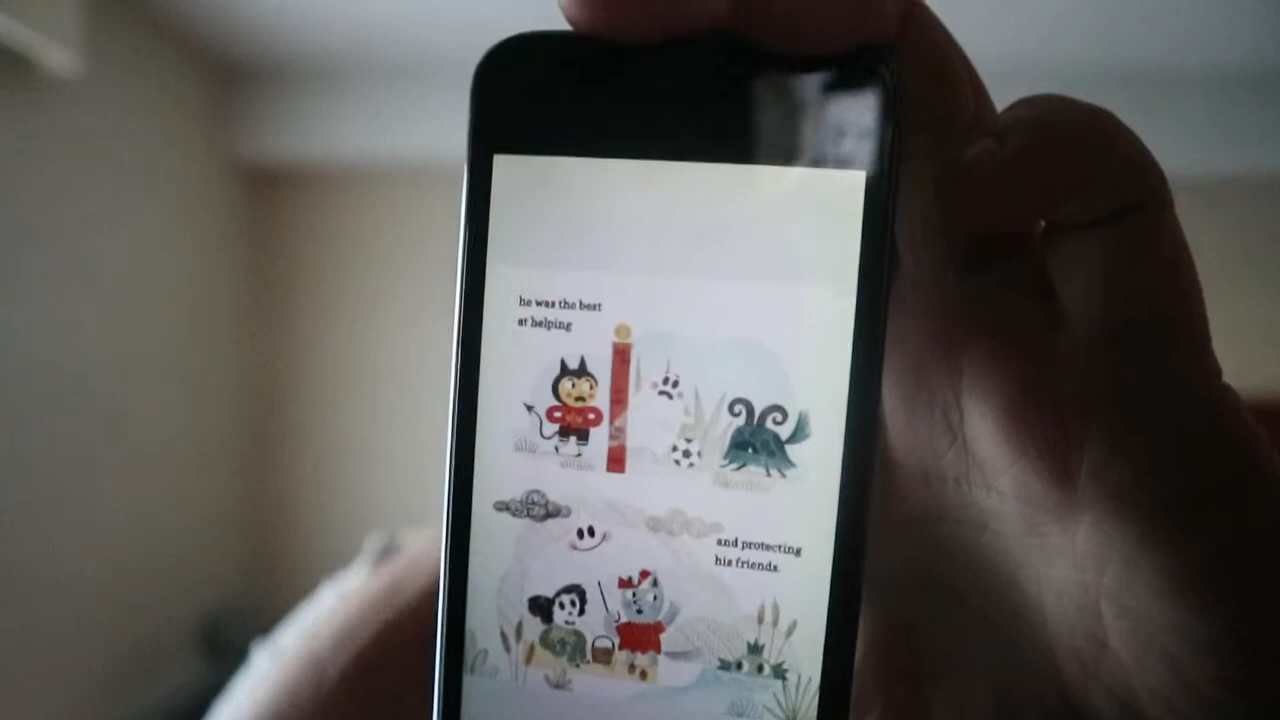 he was the best
at helping
and protecting
his friends.